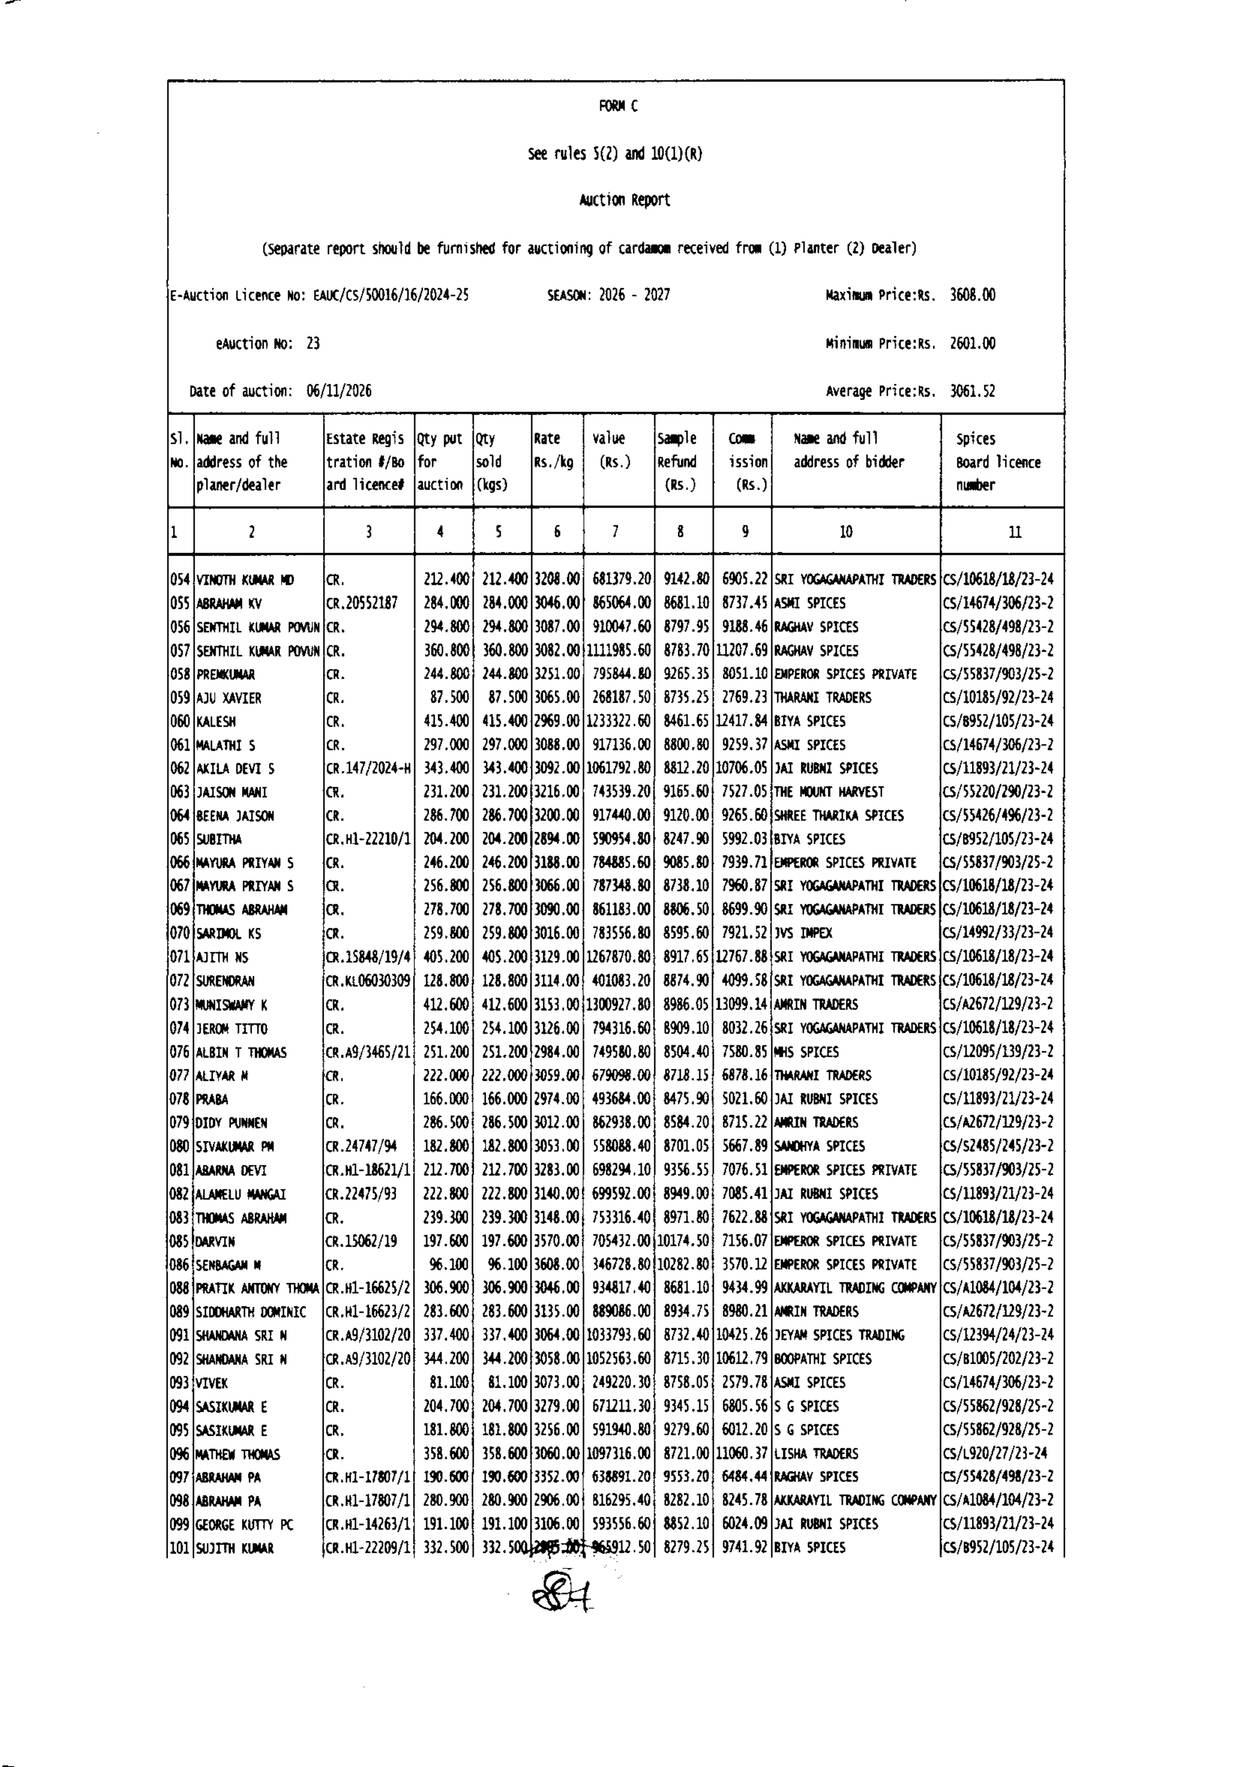 FORM C
See rules 5(2) and 10(1)(R)
Auction Report
(Separate report should be furnished for auctioning of cardamom received from (1) Planter (2) Dealer)
E-Auction Licence No: EAUC/CS/50016/16/2024-25 SEASON: 2026 - 2027 Maximum Price:Rs. 3608.00
eAuction No: 23 Minimum Price:Rs. 2601.00
Date of auction: 06/11/2026 Average Price:Rs. 3061.52
Sl. Name and full Estate Regis Qty put Qty Rate Value Sample Comm Name and full Spices
No. address of the tration #/Bo for sold Rs./kg (Rs.) Refund ission address of bidder Board licence
planer/dealer ard licence# auction (kgs) (Rs.) (Rs.) number
1 2 3 4 5 6 7 8 9 10 11
054 VINOTH KUMAR MD CR. 212.400 212.400 3208.00 681379.20 9142.80 6905.22 SRI YOGAGANAPATHI TRADERS CS/10618/18/23-24
055 ABRAHAM KV CR.20552187 284.000 284.000 3046.00 865064.00 8681.10 8737.45 ASMI SPICES CS/14674/306/23-2
056 SENTHIL KUMAR POVUN CR. 294.800 294.800 3087.00 910047.60 8797.95 9188.46 RAGHAV SPICES CS/55428/498/23-2
057 SENTHIL KUMAR POVUN CR. 360.800 360.800 3082.00 1111985.60 8783.70 11207.69 RAGHAV SPICES CS/55428/498/23-2
058 PREMKUMAR CR. 244.800 244.800 3251.00 795844.80 9265.35 8051.10 EMPEROR SPICES PRIVATE CS/55837/903/25-2
059 AJU XAVIER CR. 87.500 87.500 3065.00 268187.50 8735.25 2769.23 THARANI TRADERS CS/10185/92/23-24
060 KALESH CR. 415.400 415.400 2969.00 1233322.60 8461.65 12417.84 BIYA SPICES CS/B952/105/23-24
061 MALATHI S CR. 297.000 297.000 3088.00 917136.00 8800.80 9259.37 ASMI SPICES CS/14674/306/23-2
062 AKILA DEVI S CR.147/2024-H 343.400 343.400 3092.00 1061792.80 8812.20 10706.05 JAI RUBNI SPICES CS/11893/21/23-24
063 JAISON MANI CR. 231.200 231.200 3216.00 743539.20 9165.60 7527.05 THE MOUNT HARVEST CS/55220/290/23-2
064 BEENA JAISON CR. 286.700 286.700 3200.00 917440.00 9120.00 9265.60 SHREE THARIKA SPICES CS/55426/496/23-2
065 SUBITHA CR.H1-22210/1 204.200 204.200 2894.00 590954.80 8247.90 5992.03 BIYA SPICES CS/B952/105/23-24
066 MAYURA PRIYAN S CR. 246.200 246.200 3188.00 784885.60 9085.80 7939.71 EMPEROR SPICES PRIVATE CS/55837/903/25-2
067 MAYURA PRIYAN S CR. 256.800 256.800 3066.00 787348.80 8738.10 7960.87 SRI YOGAGANAPATHI TRADERS CS/10618/18/23-24
069 THOMAS ABRAHAM CR. 278.700 278.700 3090.00 861183.00 8806.50 8699.90 SRI YOGAGANAPATHI TRADERS CS/10618/18/23-24
070 SARIMOL KS CR. 259.800 259.800 3016.00 783556.80 8595.60 7921.52 JVS IMPEX CS/14992/33/23-24
071 AJITH NS CR.15848/19/4 405.200 405.200 3129.00 1267870.80 8917.65 12767.88 SRI YOGAGANAPATHI TRADERS CS/10618/18/23-24
072 SURENDRAN CR.KL06030309 128.800 128.800 3114.00 401083.20 8874.90 4099.58 SRI YOGAGANAPATHI TRADERS CS/10618/18/23-24
073 MUNISWAMY K CR. 412.600 412.600 3153.00 1300927.80 8986.05 13099.14 AMRIN TRADERS CS/A2672/129/23-2
074 JEROM TITTO CR. 254.100 254.100 3126.00 794316.60 8909.10 8032.26 SRI YOGAGANAPATHI TRADERS CS/10618/18/23-24
076 ALBIN T THOMAS CR.A9/3465/21 251.200 251.200 2984.00 749580.80 8504.40 7580.85 MHS SPICES CS/12095/139/23-2
077 ALIYAR M CR. 222.000 222.000 3059.00 679098.00 8718.15 6878.16 THARANI TRADERS CS/10185/92/23-24
078 PRABA CR. 166.000 166.000 2974.00 493684.00 8475.90 5021.60 JAI RUBNI SPICES CS/11893/21/23-24
079 DIDY PUNNEN CR. 286.500 286.500 3012.00 862938.00 8584.20 8715.22 AMRIN TRADERS CS/A2672/129/23-2
080 SIVAKUMAR PM CR.24747/94 182.800 182.800 3053.00 558088.40 8701.05 5667.89 SANDHYA SPICES CS/S2485/245/23-2
081 ABARNA DEVI CR.H1-18621/1 212.700 212.700 3283.00 698294.10 9356.55 7076.51 EMPEROR SPICES PRIVATE CS/55837/903/25-2
082 ALAMELU MANGAI CR.22475/93 222.800 222.800 3140.00 699592.00 8949.00 7085.41 JAI RUBNI SPICES CS/11893/21/23-24
083 THOMAS ABRAHAM CR. 239.300 239.300 3148.00 753316.40 8971.80 7622.88 SRI YOGAGANAPATHI TRADERS CS/10618/18/23-24
085 DARVIN CR.15062/19 197.600 197.600 3570.00 705432.00 10174.50 7156.07 EMPEROR SPICES PRIVATE CS/55837/903/25-2
086 SENBAGAM M CR. 96.100 96.100 3608.00 346728.80 10282.80 3570.12 EMPEROR SPICES PRIVATE CS/55837/903/25-2
088 PRATIK ANTONY THOMA CR.H1-16625/2 306.900 306.900 3046.00 934817.40 8681.10 9434.99 AKKARAYIL TRADING COMPANY CS/A1084/104/23-2
089 SIDDHARTH DOMINIC CR.H1-16623/2 283.600 283.600 3135.00 889086.00 8934.75 8980.21 AMRIN TRADERS CS/A2672/129/23-2
091 SHANDANA SRI N CR.A9/3102/20 337.400 337.400 3064.00 1033793.60 8732.40 10425.26 JEYAM SPICES TRADING CS/12394/24/23-24
092 SHANDANA SRI N CR.A9/3102/20 344.200 344.200 3058.00 1052563.60 8715.30 10612.79 BOOPATHI SPICES CS/B1005/202/23-2
093 VIVEK CR. 81.100 81.100 3073.00 249220.30 8758.05 2579.78 ASMI SPICES CS/14674/306/23-2
094 SASIKUMAR E CR. 204.700 204.700 3279.00 671211.30 9345.15 6805.56 S G SPICES CS/55862/928/25-2
095 SASIKUMAR E CR. 181.800 181.800 3256.00 591940.80 9279.60 6012.20 S G SPICES CS/55862/928/25-2
096 MATHEW THOMAS CR. 358.600 358.600 3060.00 1097316.00 8721.00 11060.37 LISHA TRADERS CS/L920/27/23-24
097 ABRAHAM PA CR.H1-17807/1 190.600 190.600 3352.00 638891.20 9553.20 6484.44 RAGHAV SPICES CS/55428/498/23-2
098 ABRAHAM PA CR.H1-17807/1 280.900 280.900 2906.00 816295.40 8282.10 8245.78 AKKARAYIL TRADING COMPANY CS/A1084/104/23-2
099 GEORGE KUTTY PC CR.H1-14263/1 191.100 191.100 3106.00 593556.60 8852.10 6024.09 JAI RUBNI SPICES CS/11893/21/23-24
101 SUJITH KUMAR CR.H1-22209/1 332.500 332.500 965912.50 8279.25 9741.92 BIYA SPICES CS/B952/105/23-24